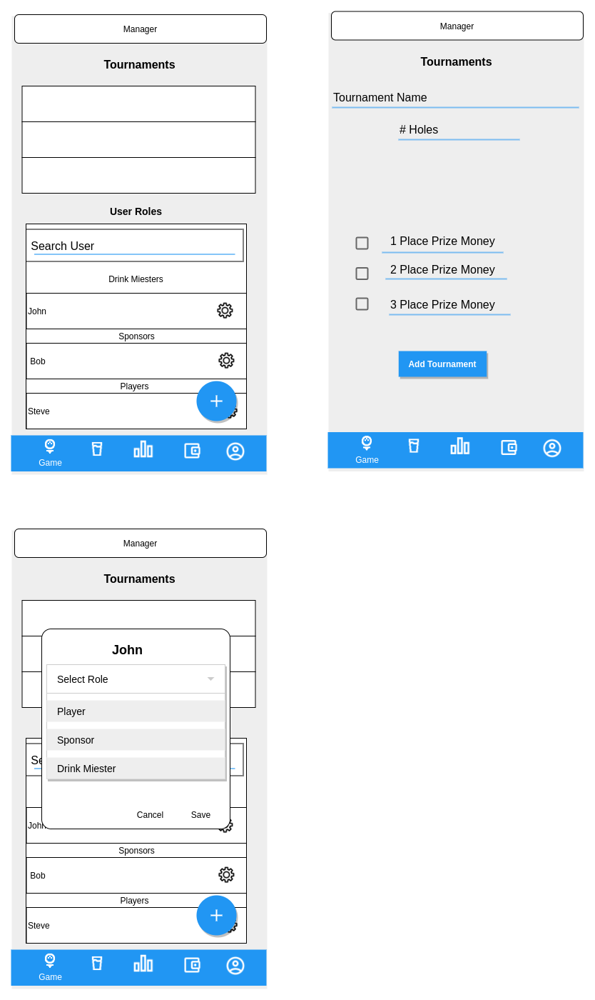 Manager
Tournaments
User Roles
Search User
Drink Miesters
John
Sponsors
Bob
Players
Steve
Game
Manager
Tournaments
Tournament Name
# Holes
1 Place Prize Money
2 Place Prize Money
3 Place Prize Money
Add Tournament
Game
Manager
Tournaments
John
Select Role
Player
Sponsor
Se
Drink Miester
Cancel Save
John
Sponsors
Bob
Players
Steve
Game